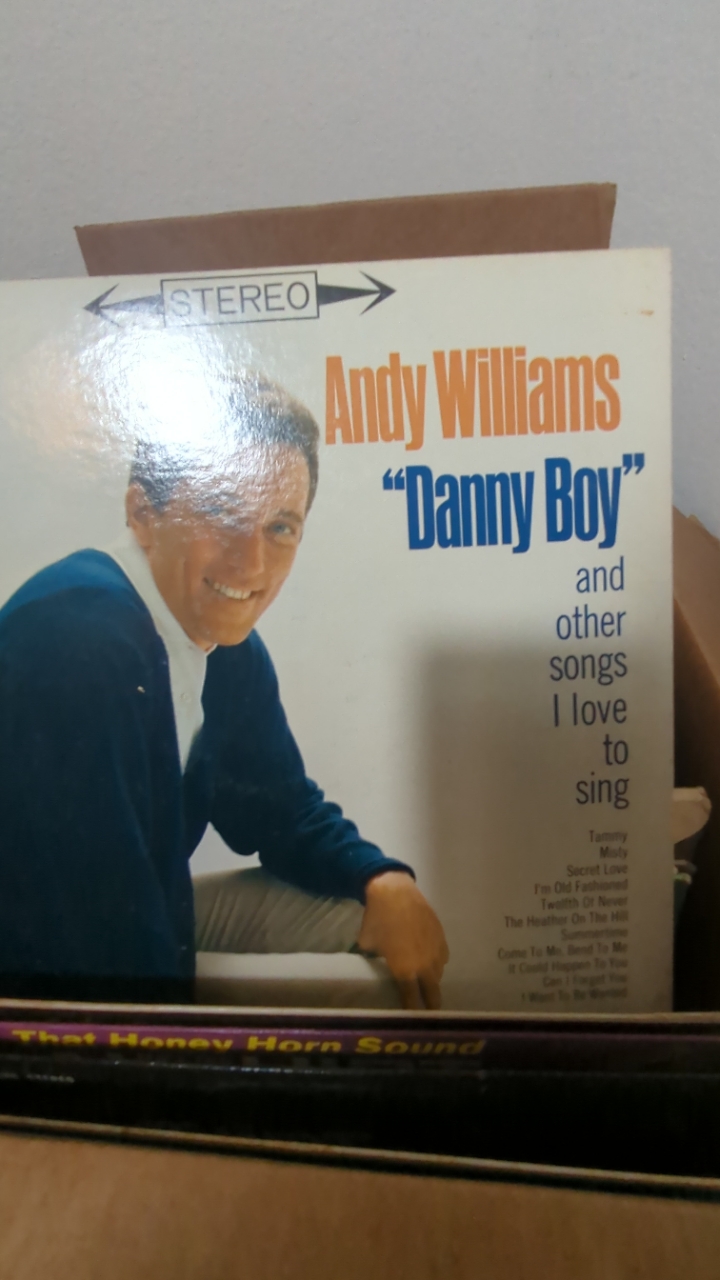 STEREO
Andy Williams
“Danny Boy”
and
other
songs
I love
to
sing
Tammy
Misty
Secret Love
I'm Old Fashioned
Twelfth Of Never
The Heather On The Hill
Summertime
Come To Me, Bend To Me
It Could Happen To You
Can I Forget You
I Want To Be Wanted
That Honey Horn Sound